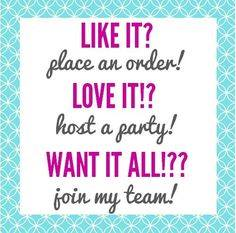 LIKE IT?
place an order!
LOVE IT!?
host a party!
WANT IT ALL!??
join my team!